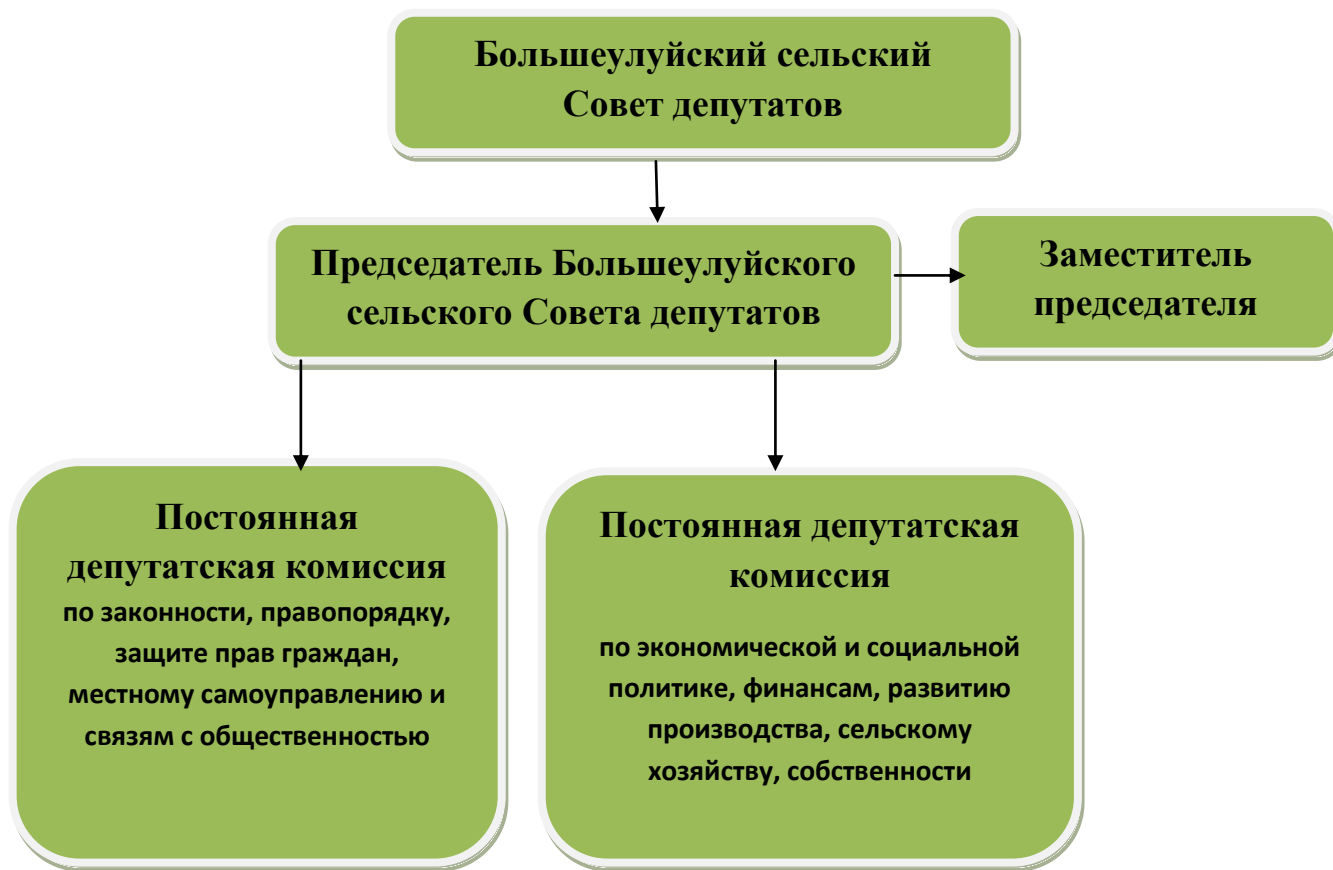 Большеулуйский сельский
Совет депутатов
Председатель Большеулуйского
сельского Совета депутатов
Заместитель
председателя
Постоянная
депутатская комиссия
по законности, правопорядку,
защите прав граждан,
местному самоуправлению и
связям с общественностью
Постоянная депутатская
комиссия
по экономической и социальной
политике, финансам, развитию
производства, сельскому
хозяйству, собственности